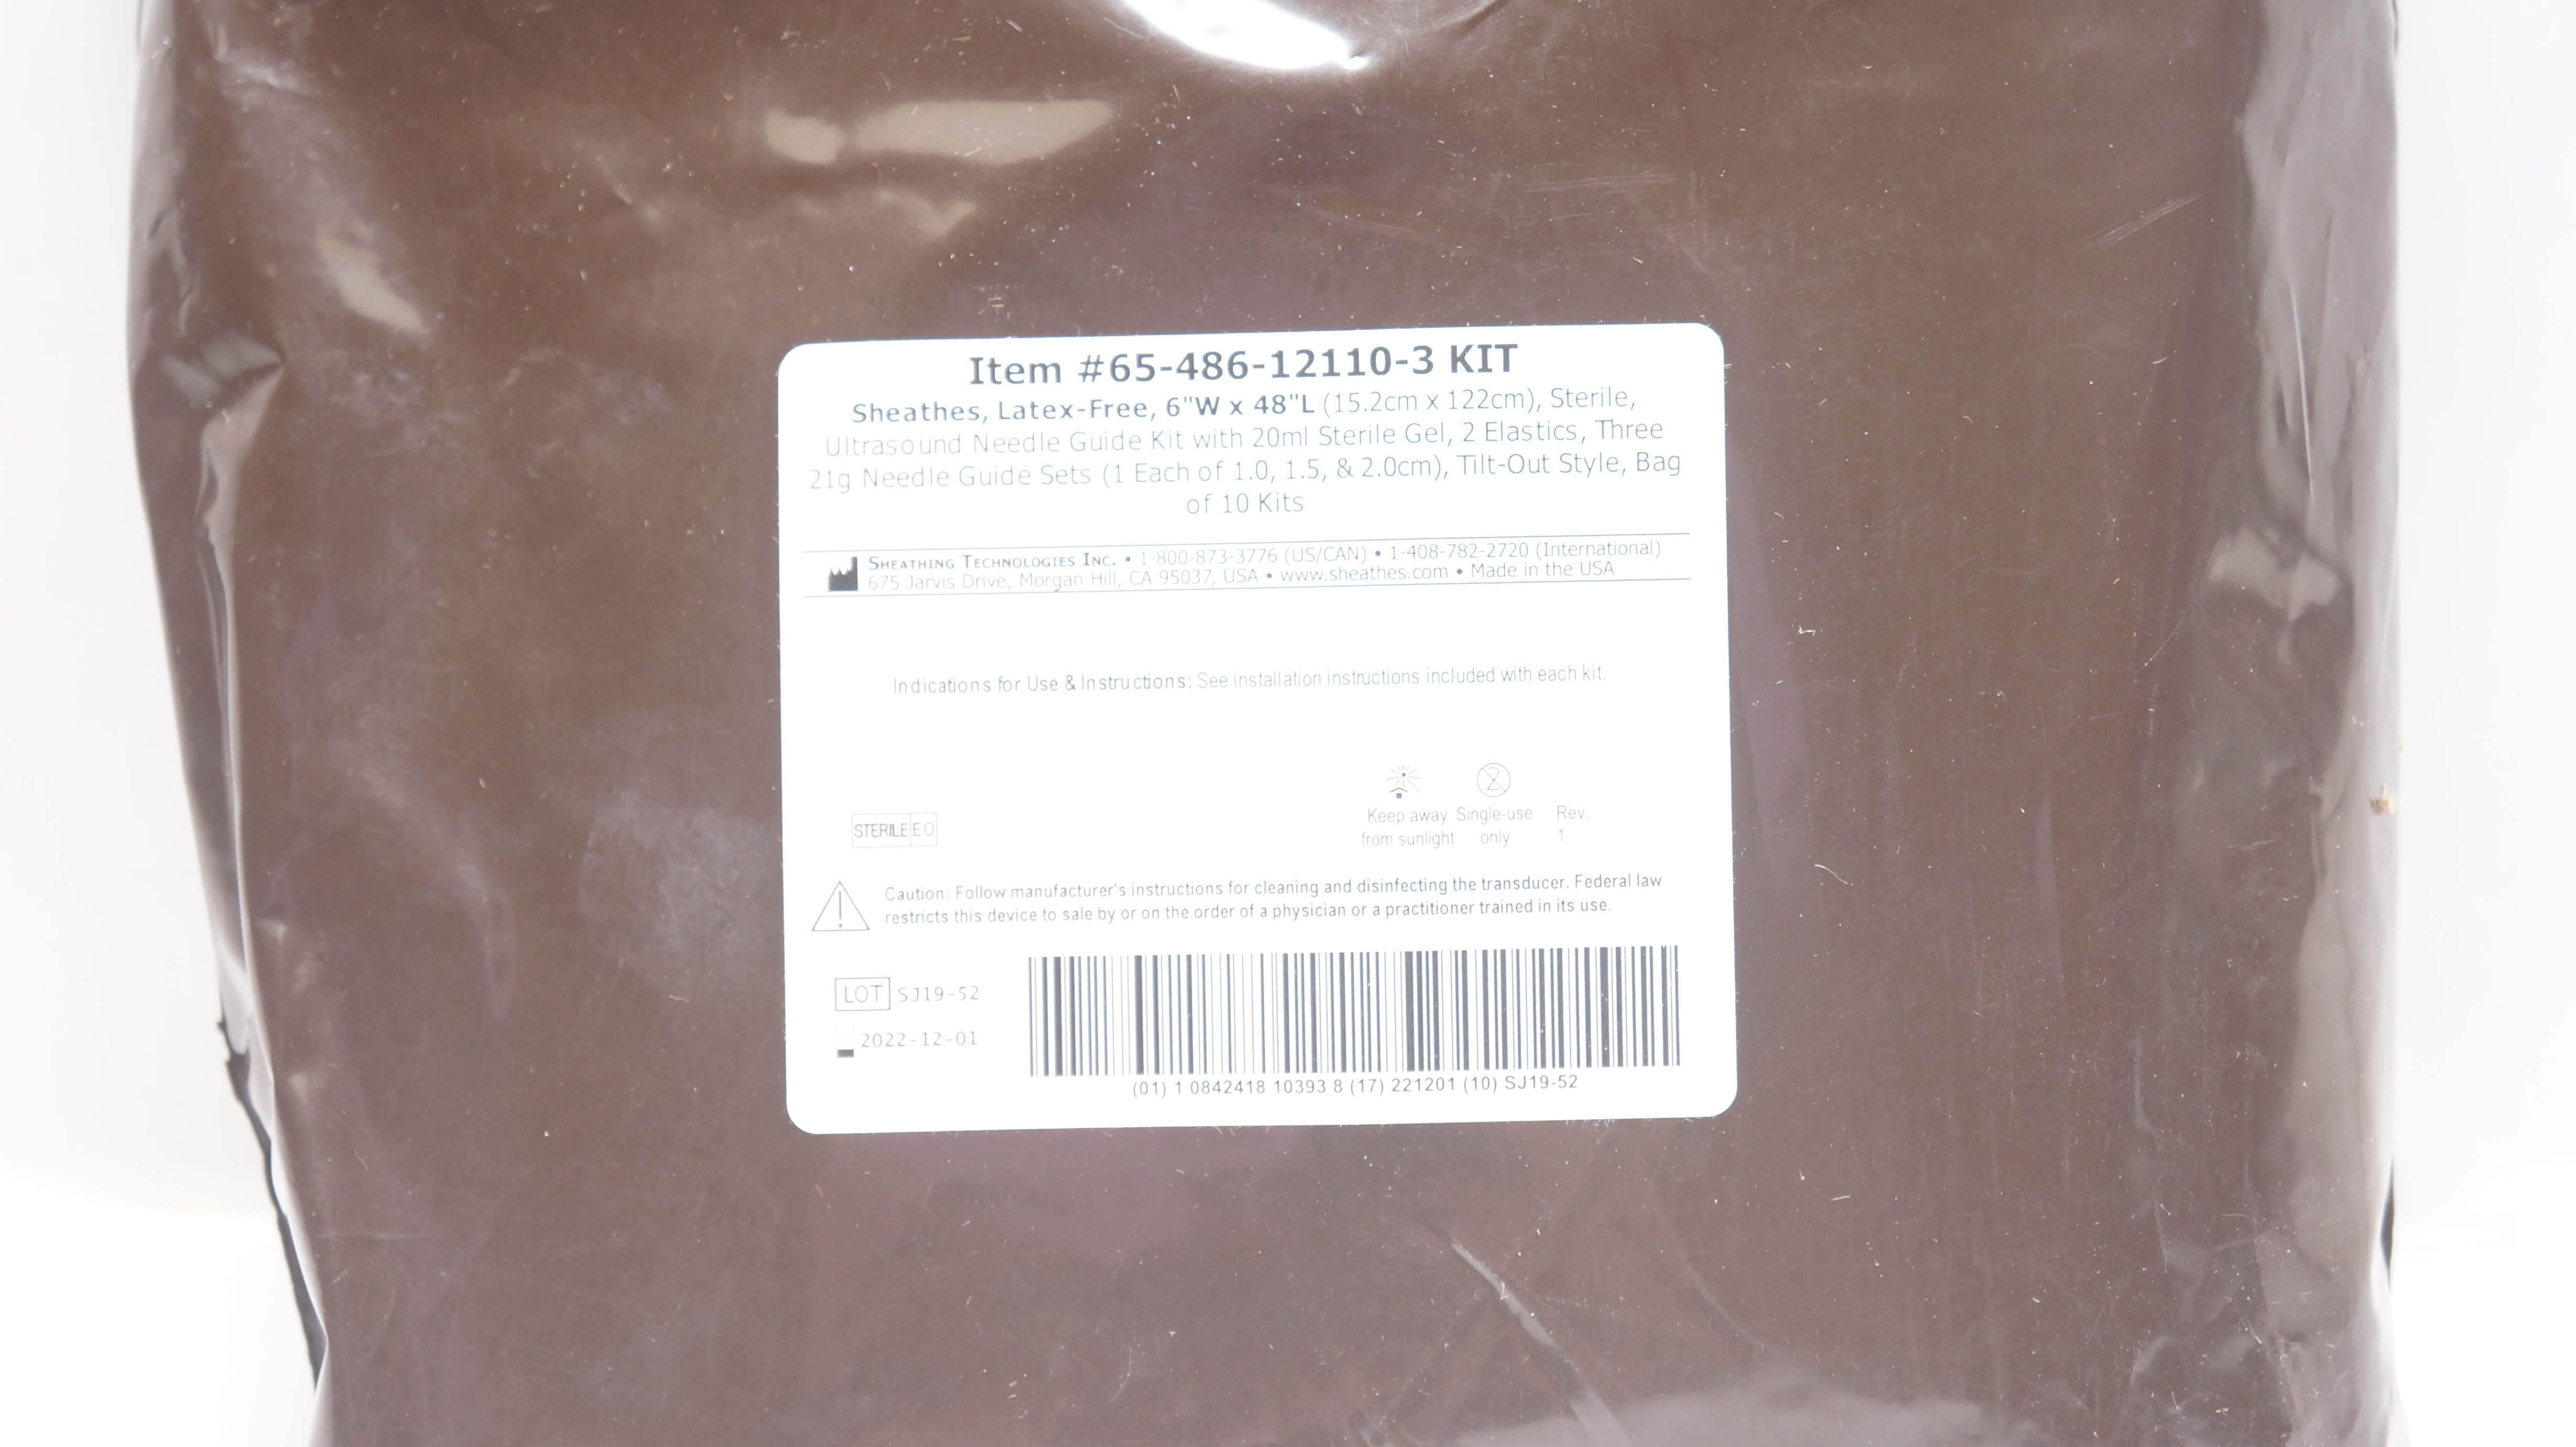 Item #65-486-12110-3 KIT
Sheathes, Latex-Free, 6"W x 48"L (15.2cm x 122cm), Sterile,
Ultrasound Needle Guide Kit with 20ml Sterile Gel, 2 Elastics, Three
21g Needle Guide Sets (1 Each of 1.0, 1.5, & 2.0cm), Tilt-Out Style, Bag
of 10 Kits
SHEATHING TECHNOLOGIES INC. • 1-800-873-3776 (US/CAN) • 1-408-782-2720 (International)
675 Jarvis Drive, Morgan Hill, CA 95037, USA • www.sheathes.com • Made in the USA
Indications for Use & Instructions: See installation instructions included with each kit.
2
Keep away Single-use Rev.
from sunlight only 1
STERILE EO
Caution: Follow manufacturer's instructions for cleaning and disinfecting the transducer. Federal law
restricts this device to sale by or on the order of a physician or a practitioner trained in its use.
LOT SJ19-52
2022-12-01
(01) 1 0842418 10393 8 (17) 221201 (10) SJ19-52